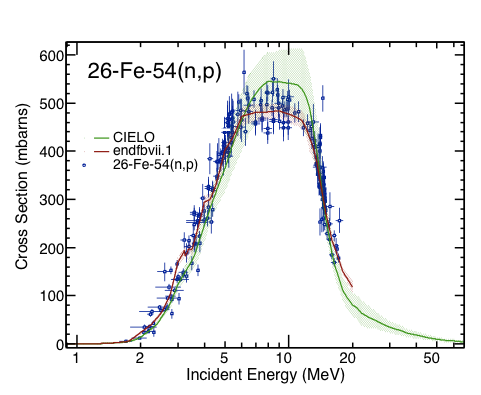 600
26-Fe-54(n,p)
500
CIELO
endfbvii.1
26-Fe-54(n,p)
400
300
200
100
0
Cross Section (mbarns)
1 2 5 10 20 50
Incident Energy (MeV)